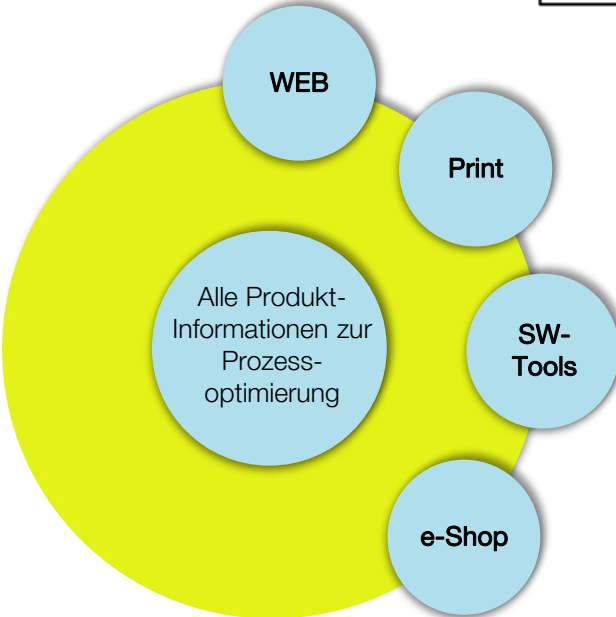 WEB
Print
Alle Produkt-
Informationen zur
Prozess-
optimierung
SW-
Tools
e-Shop